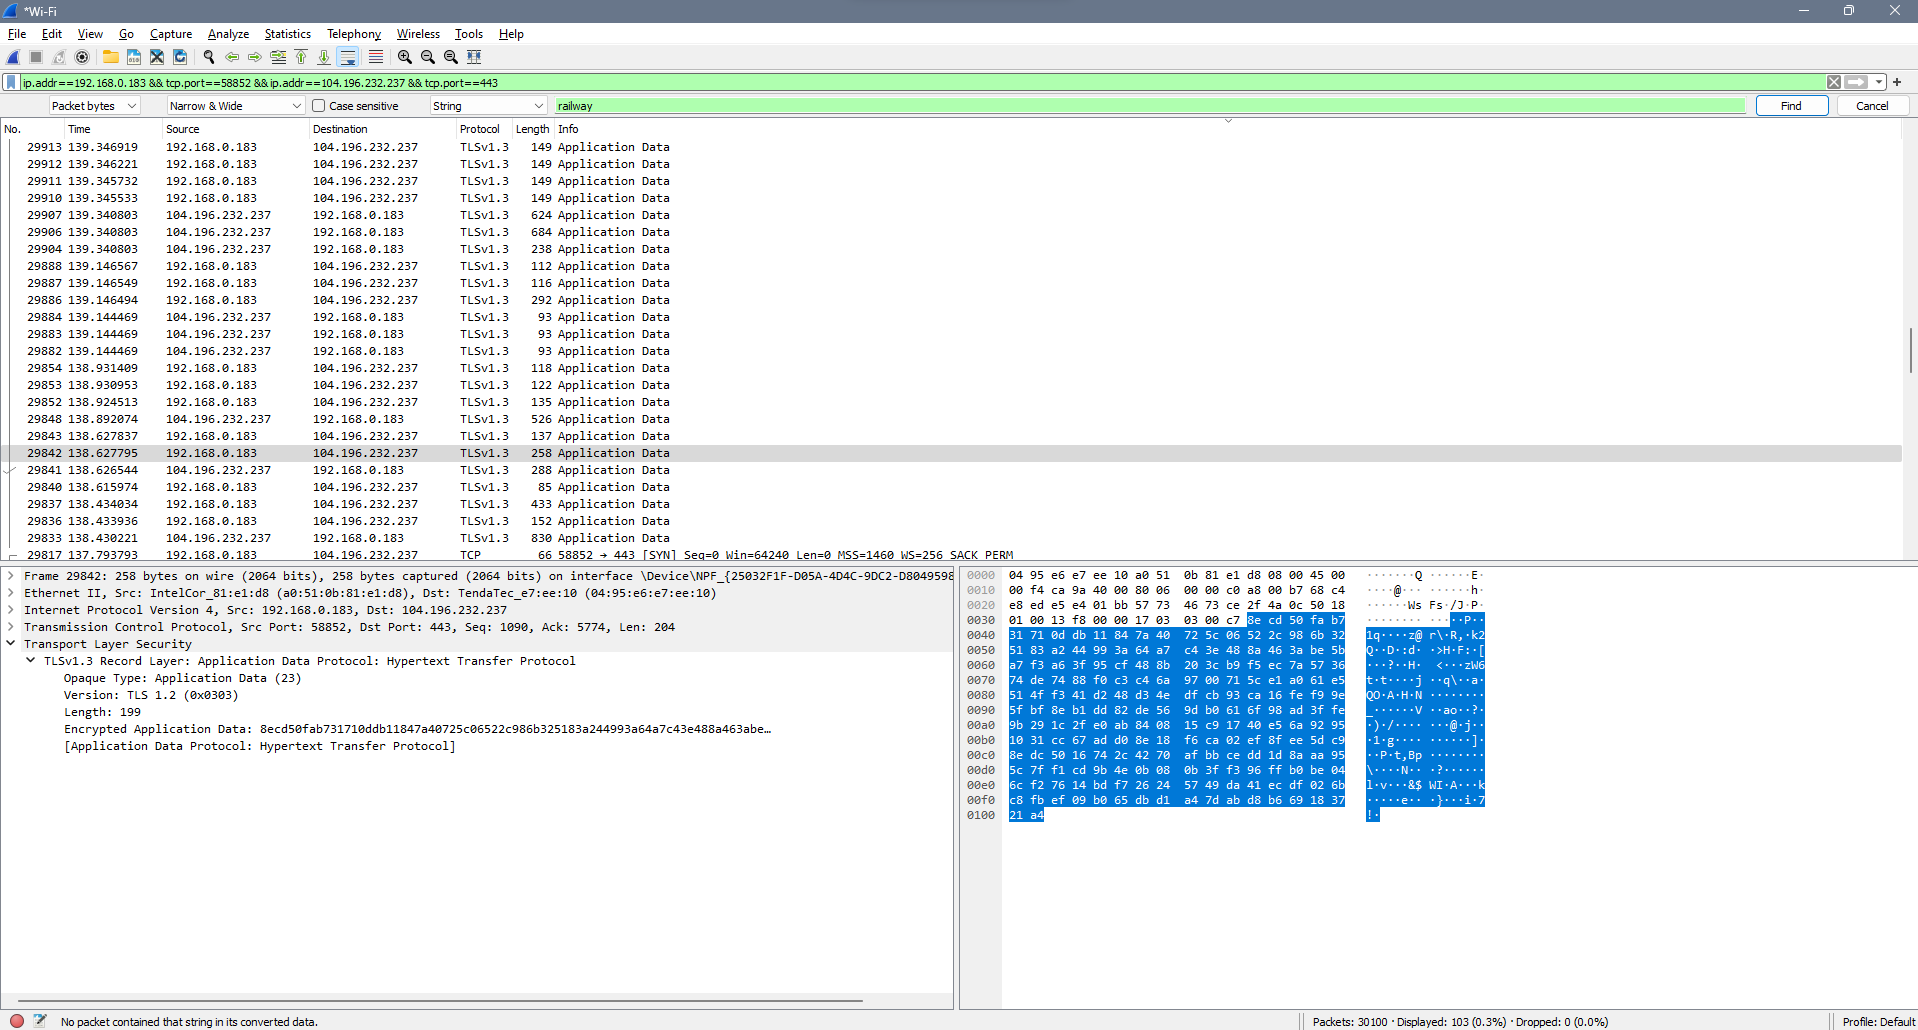 *Wi-Fi
File Edit View Go Capture Analyze Statistics Telephony Wireless Tools Help
ip.addr==192.168.0.183 && tcp.port==58852 && ip.addr==104.196.232.237 && tcp.port==443
Packet bytes Narrow & Wide Case sensitive String railway Find Cancel
No. Time Source Destination Protocol Length Info
29913 139.346919 192.168.0.183 104.196.232.237 TLSv1.3 149 Application Data
29912 139.346221 192.168.0.183 104.196.232.237 TLSv1.3 149 Application Data
29911 139.345732 192.168.0.183 104.196.232.237 TLSv1.3 149 Application Data
29910 139.345533 192.168.0.183 104.196.232.237 TLSv1.3 149 Application Data
29907 139.340803 104.196.232.237 192.168.0.183 TLSv1.3 624 Application Data
29906 139.340803 104.196.232.237 192.168.0.183 TLSv1.3 684 Application Data
29904 139.340803 104.196.232.237 192.168.0.183 TLSv1.3 238 Application Data
29888 139.146567 192.168.0.183 104.196.232.237 TLSv1.3 112 Application Data
29887 139.146549 192.168.0.183 104.196.232.237 TLSv1.3 116 Application Data
29886 139.146494 192.168.0.183 104.196.232.237 TLSv1.3 292 Application Data
29884 139.144469 104.196.232.237 192.168.0.183 TLSv1.3 93 Application Data
29883 139.144469 104.196.232.237 192.168.0.183 TLSv1.3 93 Application Data
29882 139.144469 104.196.232.237 192.168.0.183 TLSv1.3 93 Application Data
29854 138.931409 192.168.0.183 104.196.232.237 TLSv1.3 118 Application Data
29853 138.930953 192.168.0.183 104.196.232.237 TLSv1.3 122 Application Data
29852 138.924513 192.168.0.183 104.196.232.237 TLSv1.3 135 Application Data
29848 138.892074 104.196.232.237 192.168.0.183 TLSv1.3 526 Application Data
29843 138.627837 192.168.0.183 104.196.232.237 TLSv1.3 137 Application Data
29842 138.627795 192.168.0.183 104.196.232.237 TLSv1.3 258 Application Data
29841 138.626544 104.196.232.237 192.168.0.183 TLSv1.3 288 Application Data
29840 138.615974 192.168.0.183 104.196.232.237 TLSv1.3 85 Application Data
29837 138.434034 192.168.0.183 104.196.232.237 TLSv1.3 433 Application Data
29836 138.433936 192.168.0.183 104.196.232.237 TLSv1.3 152 Application Data
29833 138.430221 104.196.232.237 192.168.0.183 TLSv1.3 830 Application Data
29817 137.793793 192.168.0.183 104.196.232.237 TCP 66 58852 → 443 [SYN] Seq=0 Win=64240 Len=0 MSS=1460 WS=256 SACK PERM
Frame 29842: 258 bytes on wire (2064 bits), 258 bytes captured (2064 bits) on interface \Device\NPF_{25032F1F-D05A-4D4C-9DC2-D8049598
Ethernet II, Src: IntelCor_81:e1:d8 (a0:51:0b:81:e1:d8), Dst: TendaTec_e7:ee:10 (04:95:e6:e7:ee:10)
Internet Protocol Version 4, Src: 192.168.0.183, Dst: 104.196.232.237
Transmission Control Protocol, Src Port: 58852, Dst Port: 443, Seq: 1090, Ack: 5774, Len: 204
Transport Layer Security
TLSv1.3 Record Layer: Application Data Protocol: Hypertext Transfer Protocol
Opaque Type: Application Data (23)
Version: TLS 1.2 (0x0303)
Length: 199
Encrypted Application Data: 8ecd50fab731710ddb11847a40725c06522c986b325183a244993a64a7c43e488a463abe…
[Application Data Protocol: Hypertext Transfer Protocol]
0000 04 95 e6 e7 ee 10 a0 51 0b 81 e1 d8 08 00 45 00 ·······Q ······E·
0010 00 f4 ca 9a 40 00 80 06 00 00 c0 a8 00 b7 68 c4 ····@··· ······h·
0020 e8 ed e5 e4 01 bb 57 73 46 73 ce 2f 4a 0c 50 18 ······Ws Fs·/J·P·
0030 01 00 13 f8 00 00 17 03 03 00 c7 8e cd 50 fa b7 ········ ·····P··
0040 31 71 0d db 11 84 7a 40 72 5c 06 52 2c 98 6b 32 1q····z@ r\·R,·k2
0050 51 83 a2 44 99 3a 64 a7 c4 3e 48 8a 46 3a be 5b Q··D·:d· ·>H·F:·[
0060 a7 f3 a6 3f 95 cf 48 8b 20 3c b9 f5 ec 7a 57 36 ···?··H· <···zW6
0070 74 de 74 88 f0 c3 c4 6a 97 00 71 5c e1 a0 61 e5 t·t····j ··q\··a·
0080 51 4f f3 41 d2 48 d3 4e df cb 93 ca 16 fe f9 9e QO·A·H·N ········
0090 5f bf 8e b1 dd 82 de 56 9d b0 61 6f 98 ad 3f fe _······V ··ao··?·
00a0 9b 29 1c 2f e0 ab 84 08 15 c9 17 40 e5 6a 92 95 ·)·/···· ···@·j··
00b0 10 31 cc 67 ad d0 8e 18 f6 ca 02 ef 8f ee 5d c9 ·1·g···· ······]·
00c0 8e dc 50 16 74 2c 42 70 af bb ce dd 1d 8a aa 95 ··P·t,Bp ········
00d0 5c 7f f1 cd 9b 4e 0b 08 0b 3f f3 96 ff b0 be 04 \····N·· ·?······
00e0 6c f2 76 14 bd f7 26 24 57 49 da 41 ec df 02 6b l·v···&$ WI·A···k
00f0 c8 fb ef 09 b0 65 db d1 a4 7d ab d8 b6 69 18 37 ·····e·· ·}···i·7
0100 21 a4 !·
No packet contained that string in its converted data. Packets: 30100 · Displayed: 103 (0.3%) · Dropped: 0 (0.0%) Profile: Default